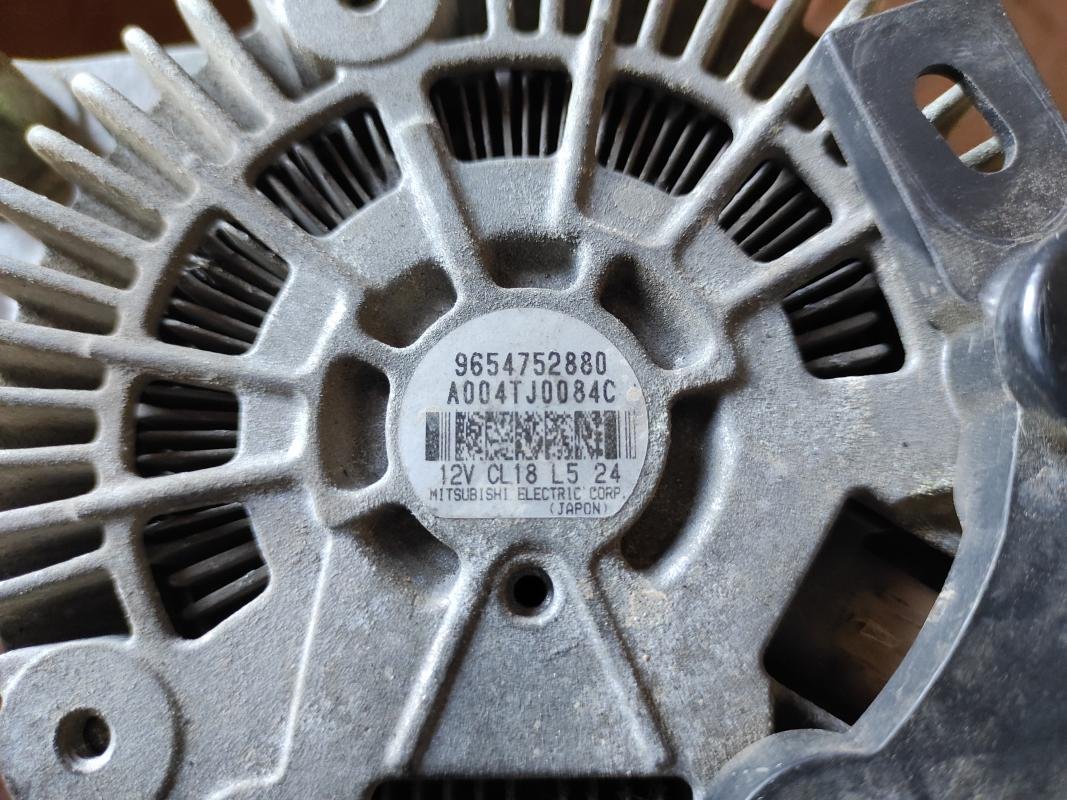 9654752880
A004TJ0084C
12V CL18 L5 24
MITSUBISHI ELECTRIC CORP.
(JAPON)